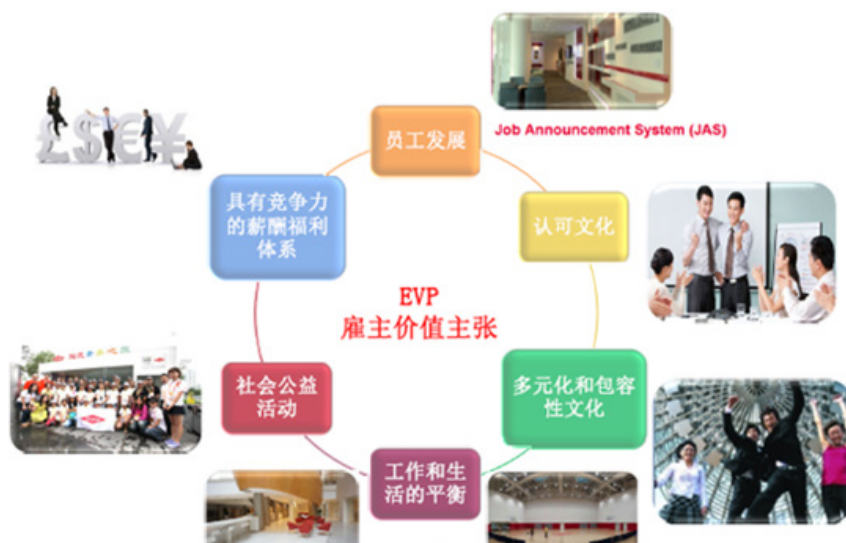 Job Announcement System (JAS)
员工发展
具有竞争力
的薪酬福利
体系
认可文化
EVP
雇主价值主张
社会公益
活动
多元化和包容
性文化
工作和生
活的平衡
£$€¥